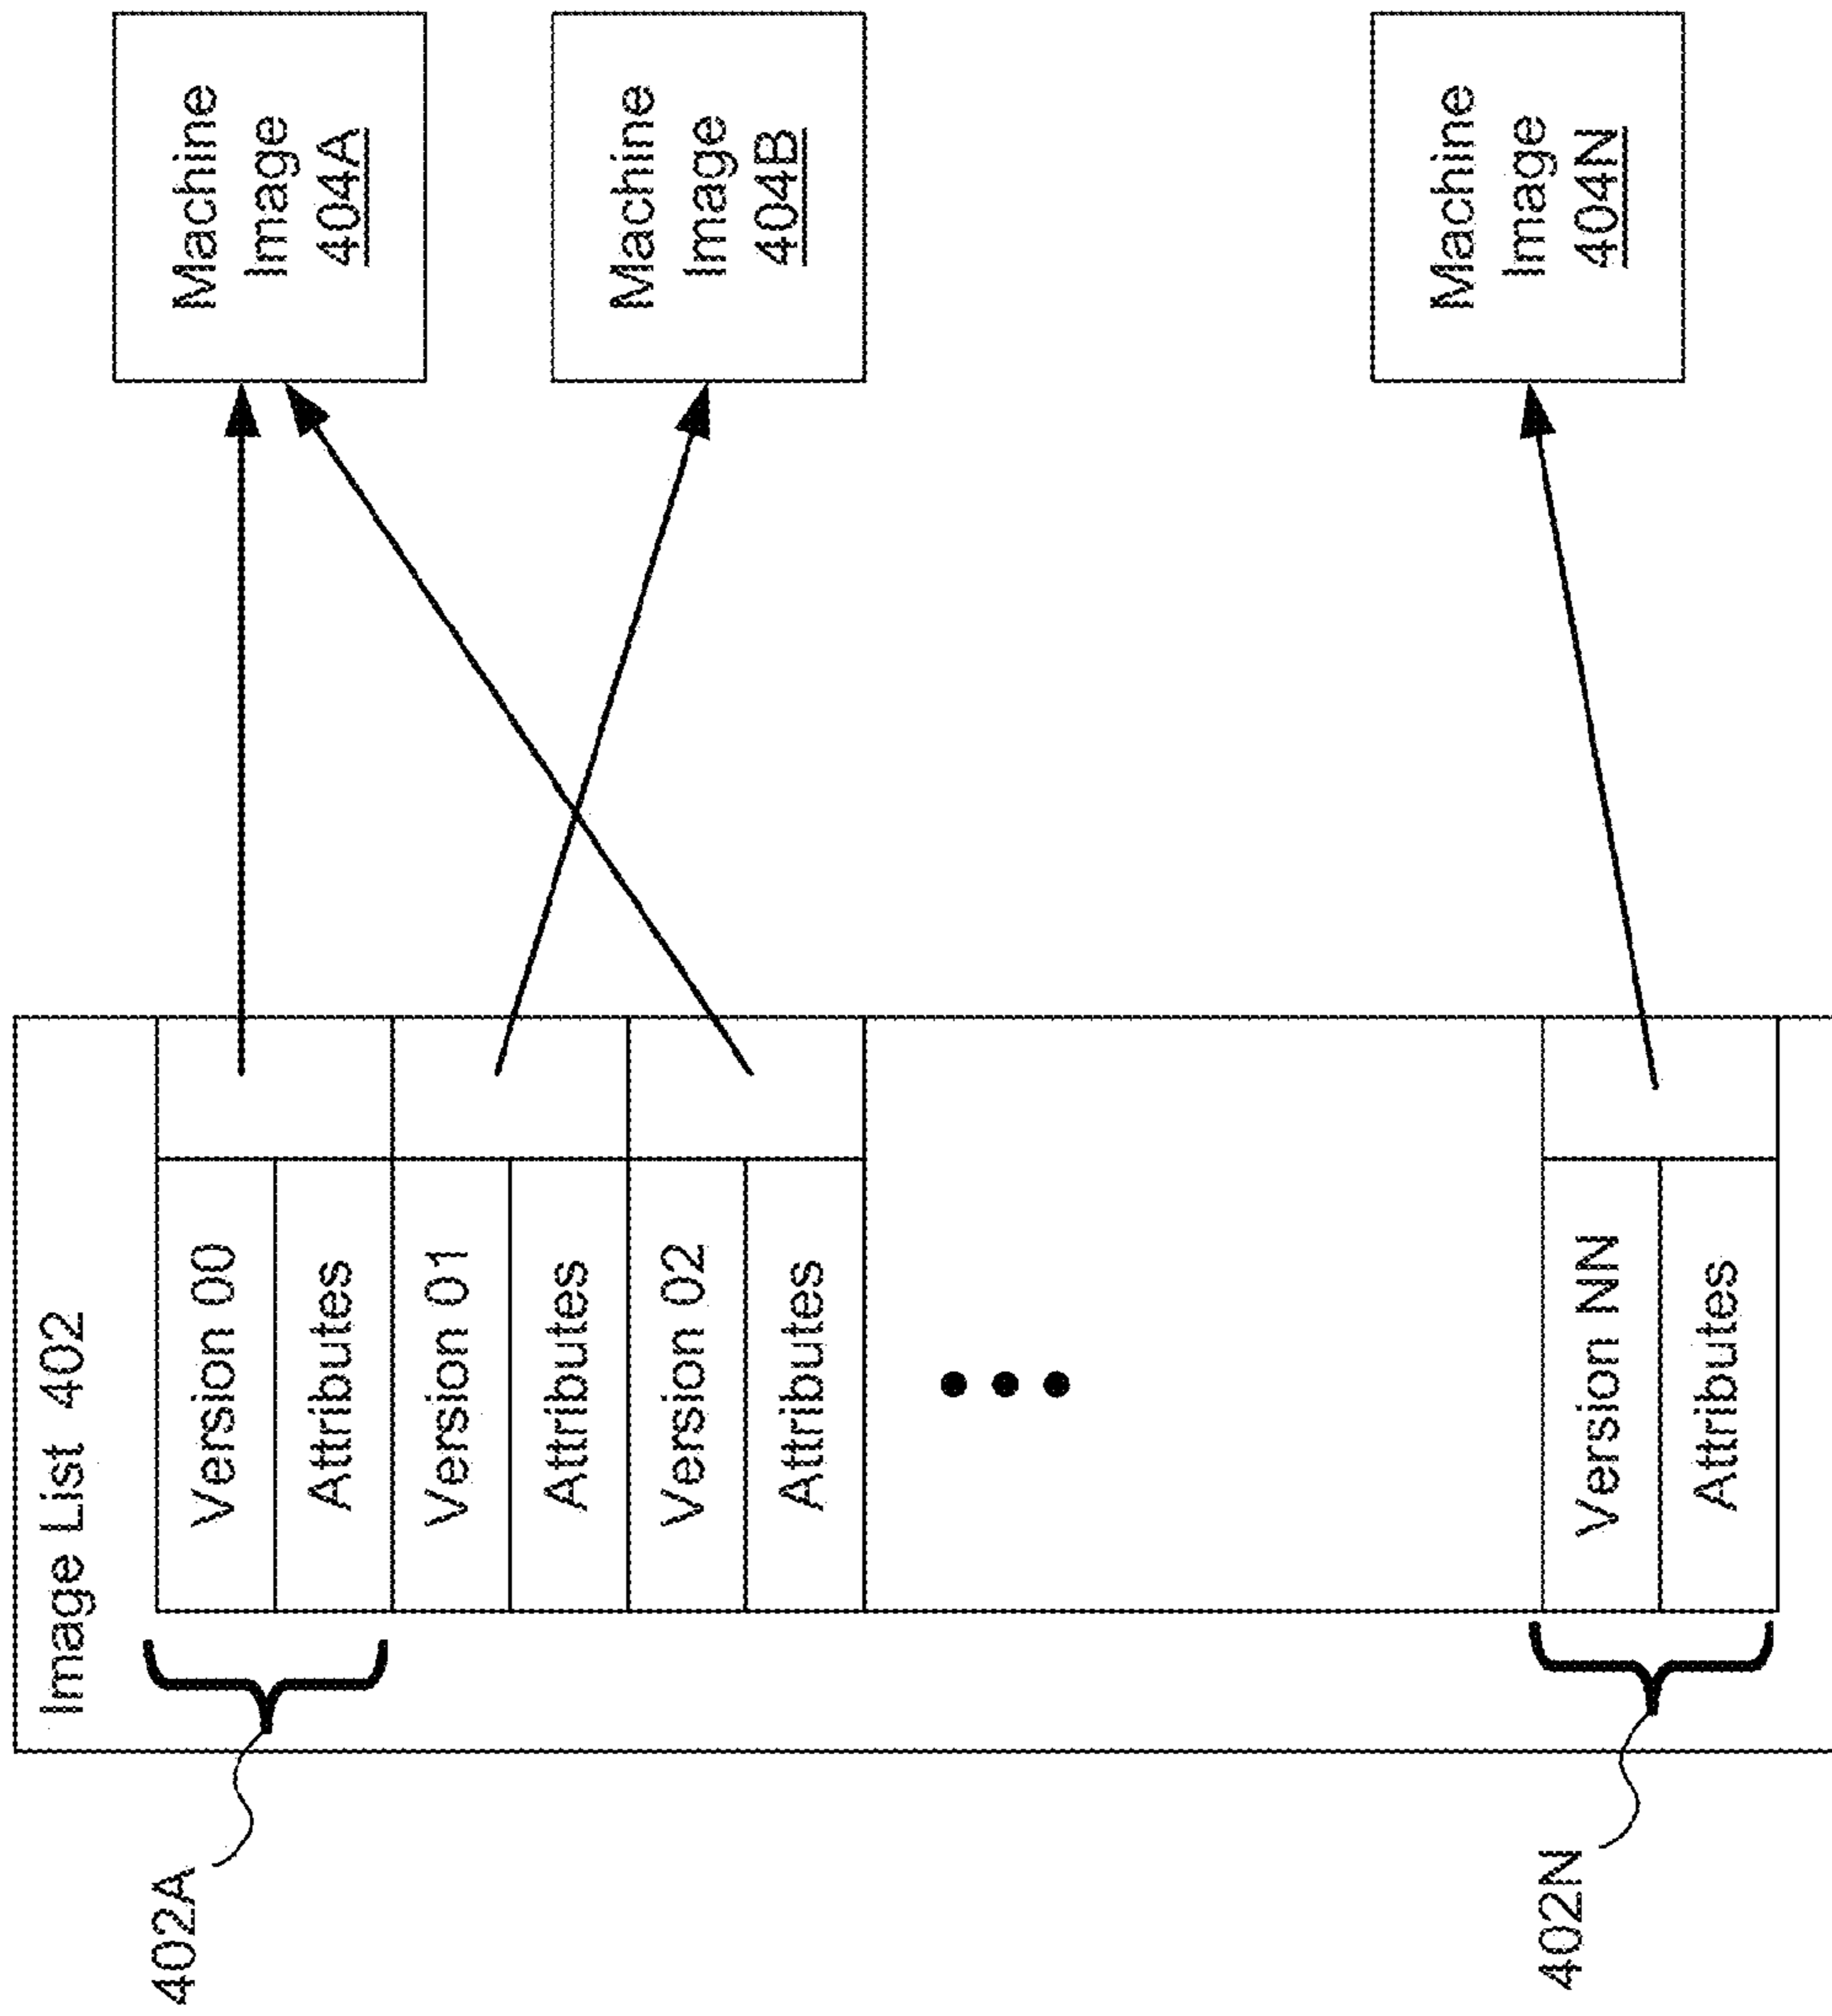 Image List 402
402A
Version 00
Attributes
Version 01
Attributes
Version 02
Attributes
402N
Version NN
Attributes
Machine
Image
404A
Machine
Image
404B
Machine
Image
404N